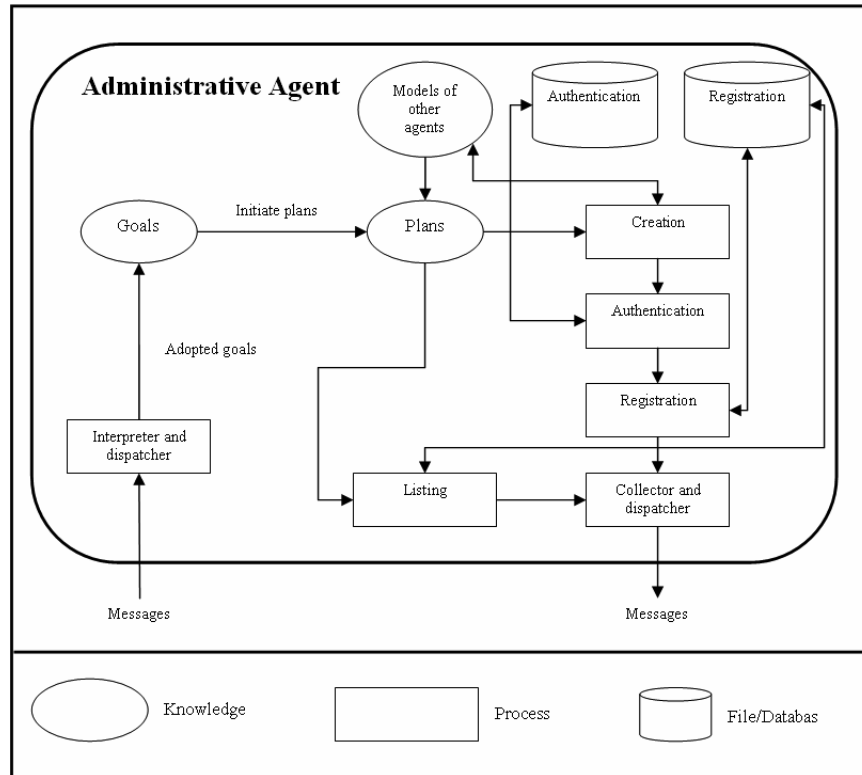 Administrative Agent
Models of
other
agents
Authentication
Registration
Goals
Initiate plans
Plans
Creation
Authentication
Adopted goals
Registration
Interpreter and
dispatcher
Listing
Collector and
dispatcher
Messages
Messages
Knowledge
Process
File/Databas